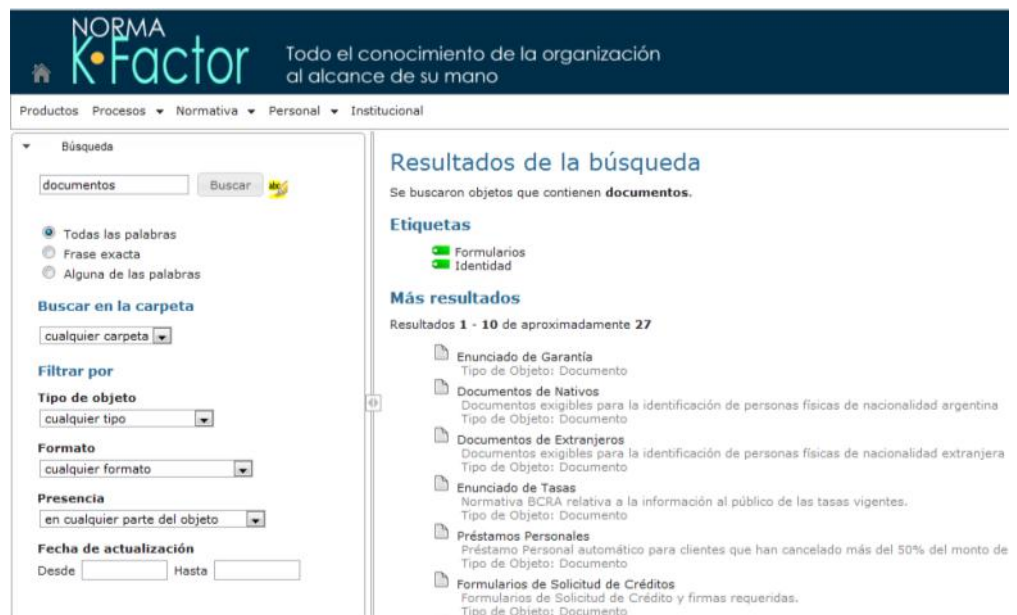 NORMA
K·Factor
Todo el conocimiento de la organización
al alcance de su mano
Productos Procesos Normativa Personal Institucional
Búsqueda
documentos Buscar abc
Todas las palabras
Frase exacta
Alguna de las palabras
Buscar en la carpeta
cualquier carpeta
Filtrar por
Tipo de objeto
cualquier tipo
Formato
cualquier formato
Presencia
en cualquier parte del objeto
Fecha de actualización
Desde Hasta
Resultados de la búsqueda
Se buscaron objetos que contienen documentos.
Etiquetas
Formularios
Identidad
Más resultados
Resultados 1 - 10 de aproximadamente 27
Enunciado de Garantía
Tipo de Objeto: Documento
Documentos de Nativos
Documentos exigibles para la identificación de personas físicas de nacionalidad argentina
Tipo de Objeto: Documento
Documentos de Extranjeros
Documentos exigibles para la identificación de personas físicas de nacionalidad extranjera
Tipo de Objeto: Documento
Enunciado de Tasas
Normativa BCRA relativa a la información al público de las tasas vigentes.
Tipo de Objeto: Documento
Préstamos Personales
Préstamo Personal automático para clientes que han cancelado más del 50% del monto de
Tipo de Objeto: Documento
Formularios de Solicitud de Créditos
Formularios de Solicitud de Crédito y firmas requeridas.
Tipo de Objeto: Documento